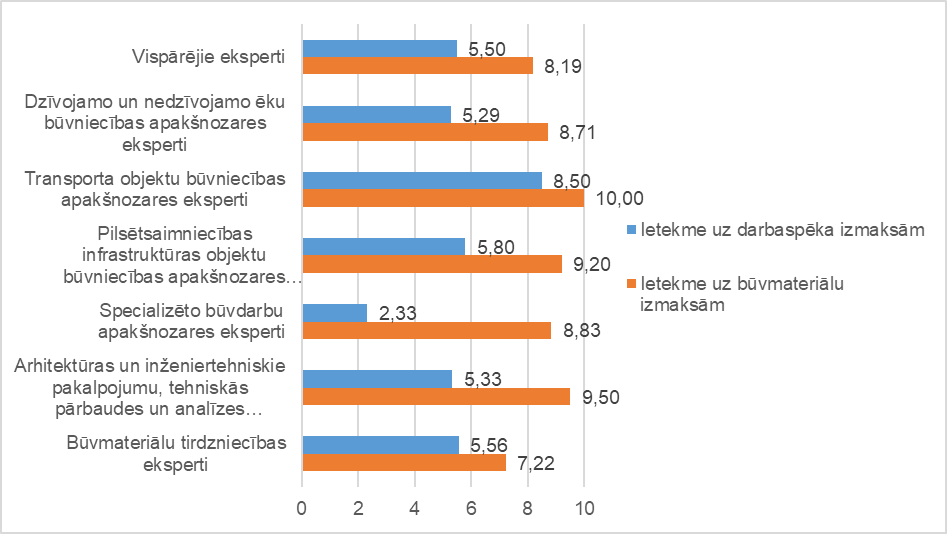 Vispārējie eksperti
5,50
8,19
Dzīvojamo un nedzīvojamo ēku
būvniecības apakšnozares
eksperti
5,29
8,71
Transporta objektu būvniecības
apakšnozares eksperti
8,50
10,00
Pilsētsaimniecības
infrastruktūras objektu
būvniecības apakšnozares…
5,80
9,20
Specializēto būvdarbu
apakšnozares eksperti
2,33
8,83
Arhitektūras un inženiertehniskie
pakalpojumu, tehniskās
pārbaudes un analīzes…
5,33
9,50
Būvmateriālu tirdzniecības
eksperti
5,56
7,22
0 2 4 6 8 10
Ietekme uz darbaspēka izmaksām
Ietekme uz būvmateriālu
izmaksām